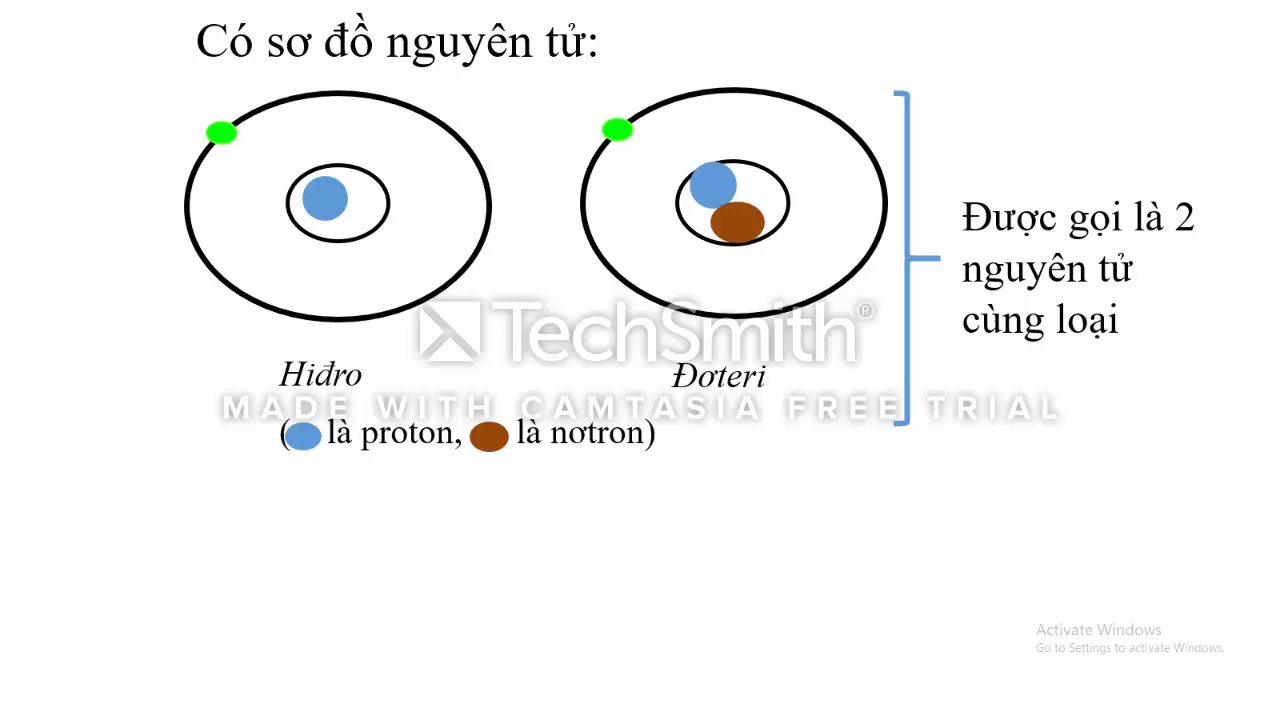 Có sơ đồ nguyên tử:
Được gọi là 2
nguyên tử
cùng loại
TechSmith®
Hiđro
Đơteri
MADE WITH CAMTASIA FREE TRIAL
( là proton, là nơtron)
Activate Windows
Go to Settings to activate Windows.